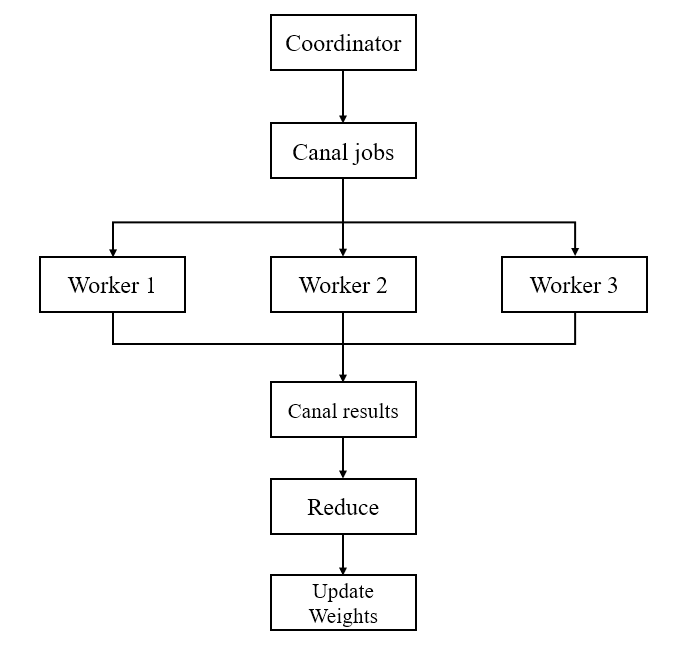 Coordinator
Canal jobs
Worker 1
Worker 2
Worker 3
Canal results
Reduce
Update
Weights